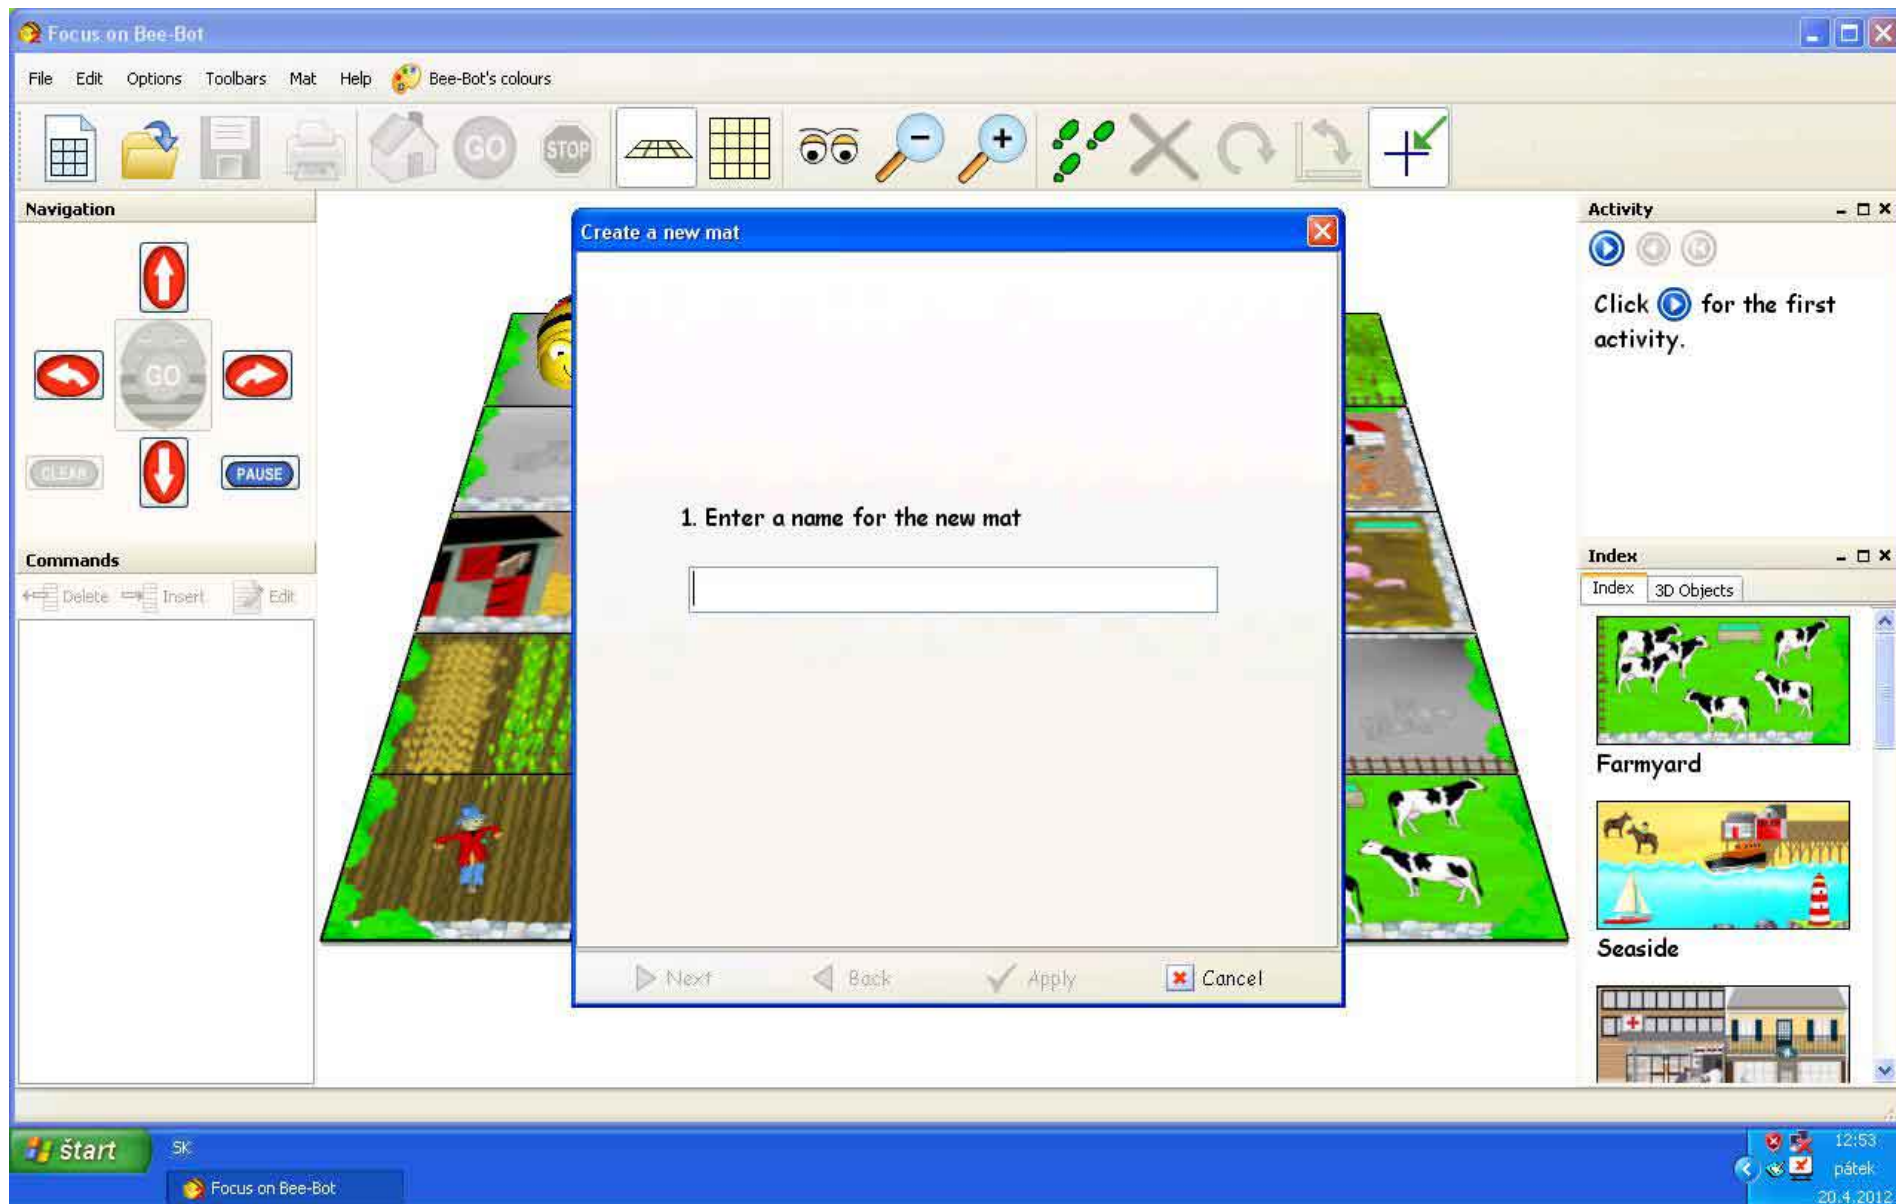 Focus on Bee-Bot
File Edit Options Toolbars Mat Help Bee-Bot's colours
GO STOP
Navigation
GO
CLEAR PAUSE
Commands
Delete Insert Edit
Create a new mat
1. Enter a name for the new mat
Next Back Apply Cancel
Activity
Click for the first
activity.
Index
Index 3D Objects
Farmyard
Seaside
štart SK
Focus on Bee-Bot
12:53
pátek
20.4.2012